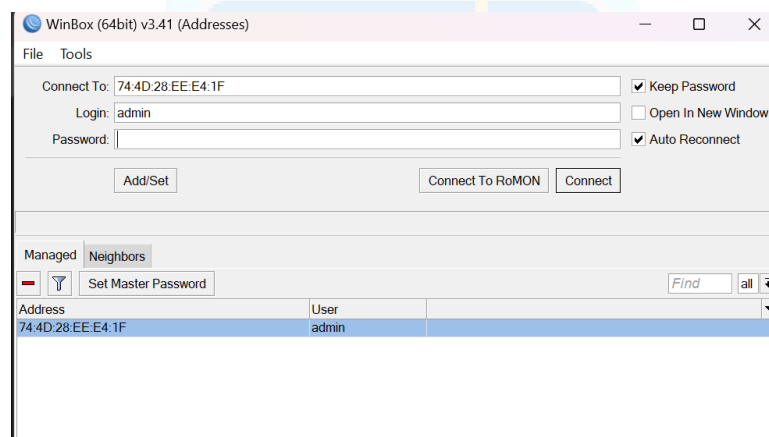 WinBox (64bit) v3.41 (Addresses)
File Tools
Connect To: 74:4D:28:EE:E4:1F
Keep Password
Login: admin
Open In New Window
Password:
Auto Reconnect
Add/Set
Connect To RoMON
Connect
Managed
Neighbors
Set Master Password
Find
all
Address User
74:4D:28:EE:E4:1F admin